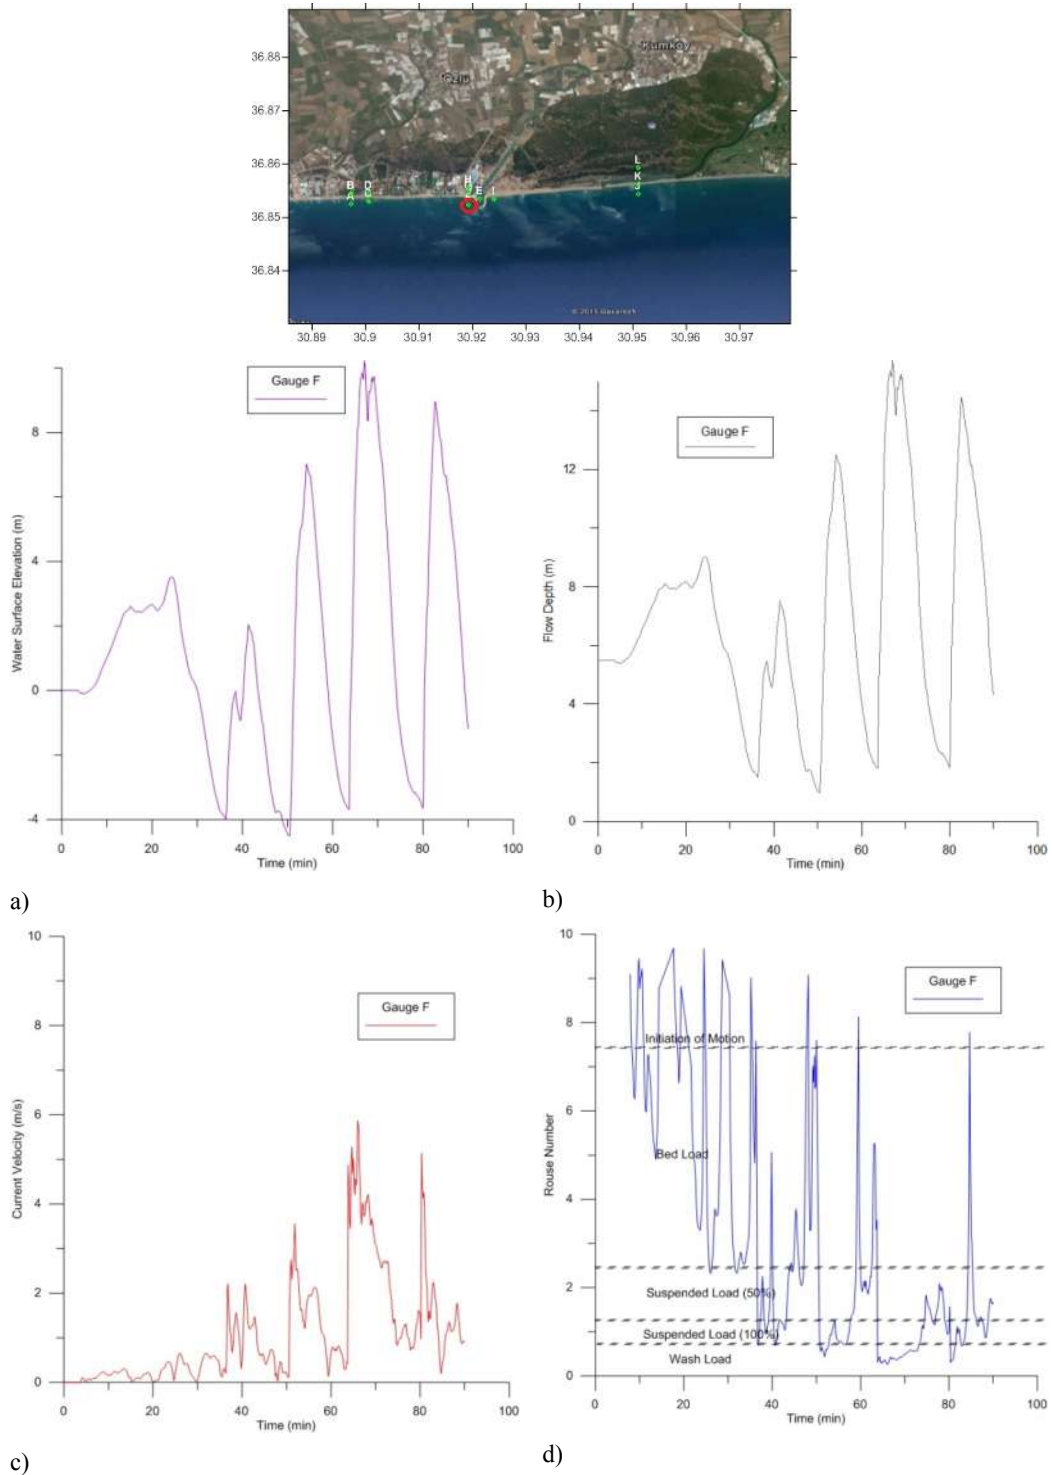 36.88
Kumköy
36.87
36.86
L
K
J
B
D
H
E
I
A
36.85
36.84
30.89 30.9 30.91 30.92 30.93 30.94 30.95 30.96 30.97
Gauge F
8
4
0
-4
Water Surface Elevation (m)
0 20 40 60 80 100
Time (min)
a)
Gauge F
12
8
4
0
Flow Depth (m)
0 20 40 60 80 100
Time (min)
b)
10
Gauge F
8
6
4
2
0
Current Velocity (m/s)
0 20 40 60 80 100
Time (min)
c)
10
Gauge F
8
Initiation of Motion
6
Bed Load
4
2
Suspended Load (50%)
Suspended Load (100%)
Wash Load
0
Rouse Number
0 20 40 60 80 100
Time (min)
d)